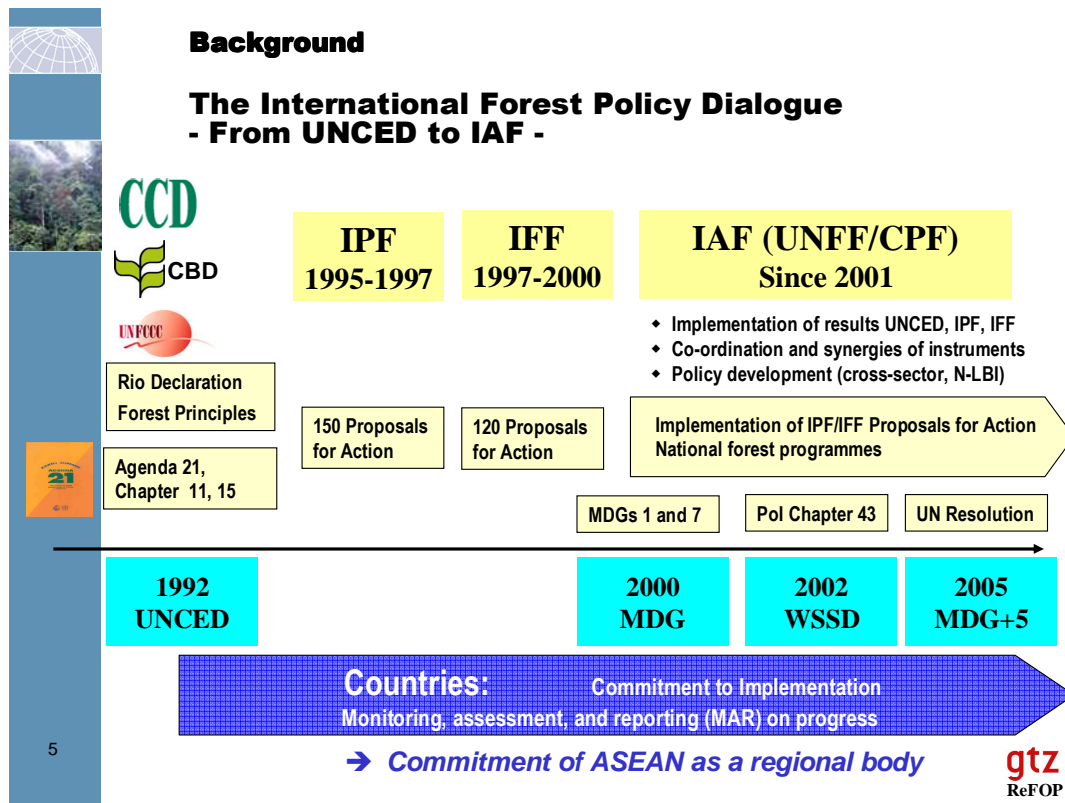 Background
The International Forest Policy Dialogue
- From UNCED to IAF -
CCD
CBD
UNFCCC
IPF
1995-1997
IFF
1997-2000
IAF (UNFF/CPF)
Since 2001
Implementation of results UNCED, IPF, IFF
Co-ordination and synergies of instruments
Policy development (cross-sector, N-LBI)
Rio Declaration
Forest Principles
150 Proposals
for Action
120 Proposals
for Action
Implementation of IPF/IFF Proposals for Action
National forest programmes
AGENDA
21
Agenda 21,
Chapter 11, 15
MDGs 1 and 7
PoI Chapter 43
UN Resolution
1992
UNCED
2000
MDG
2002
WSSD
2005
MDG+5
Countries: Commitment to Implementation
Monitoring, assessment, and reporting (MAR) on progress
➔ Commitment of ASEAN as a regional body
5
gtz
ReFOP